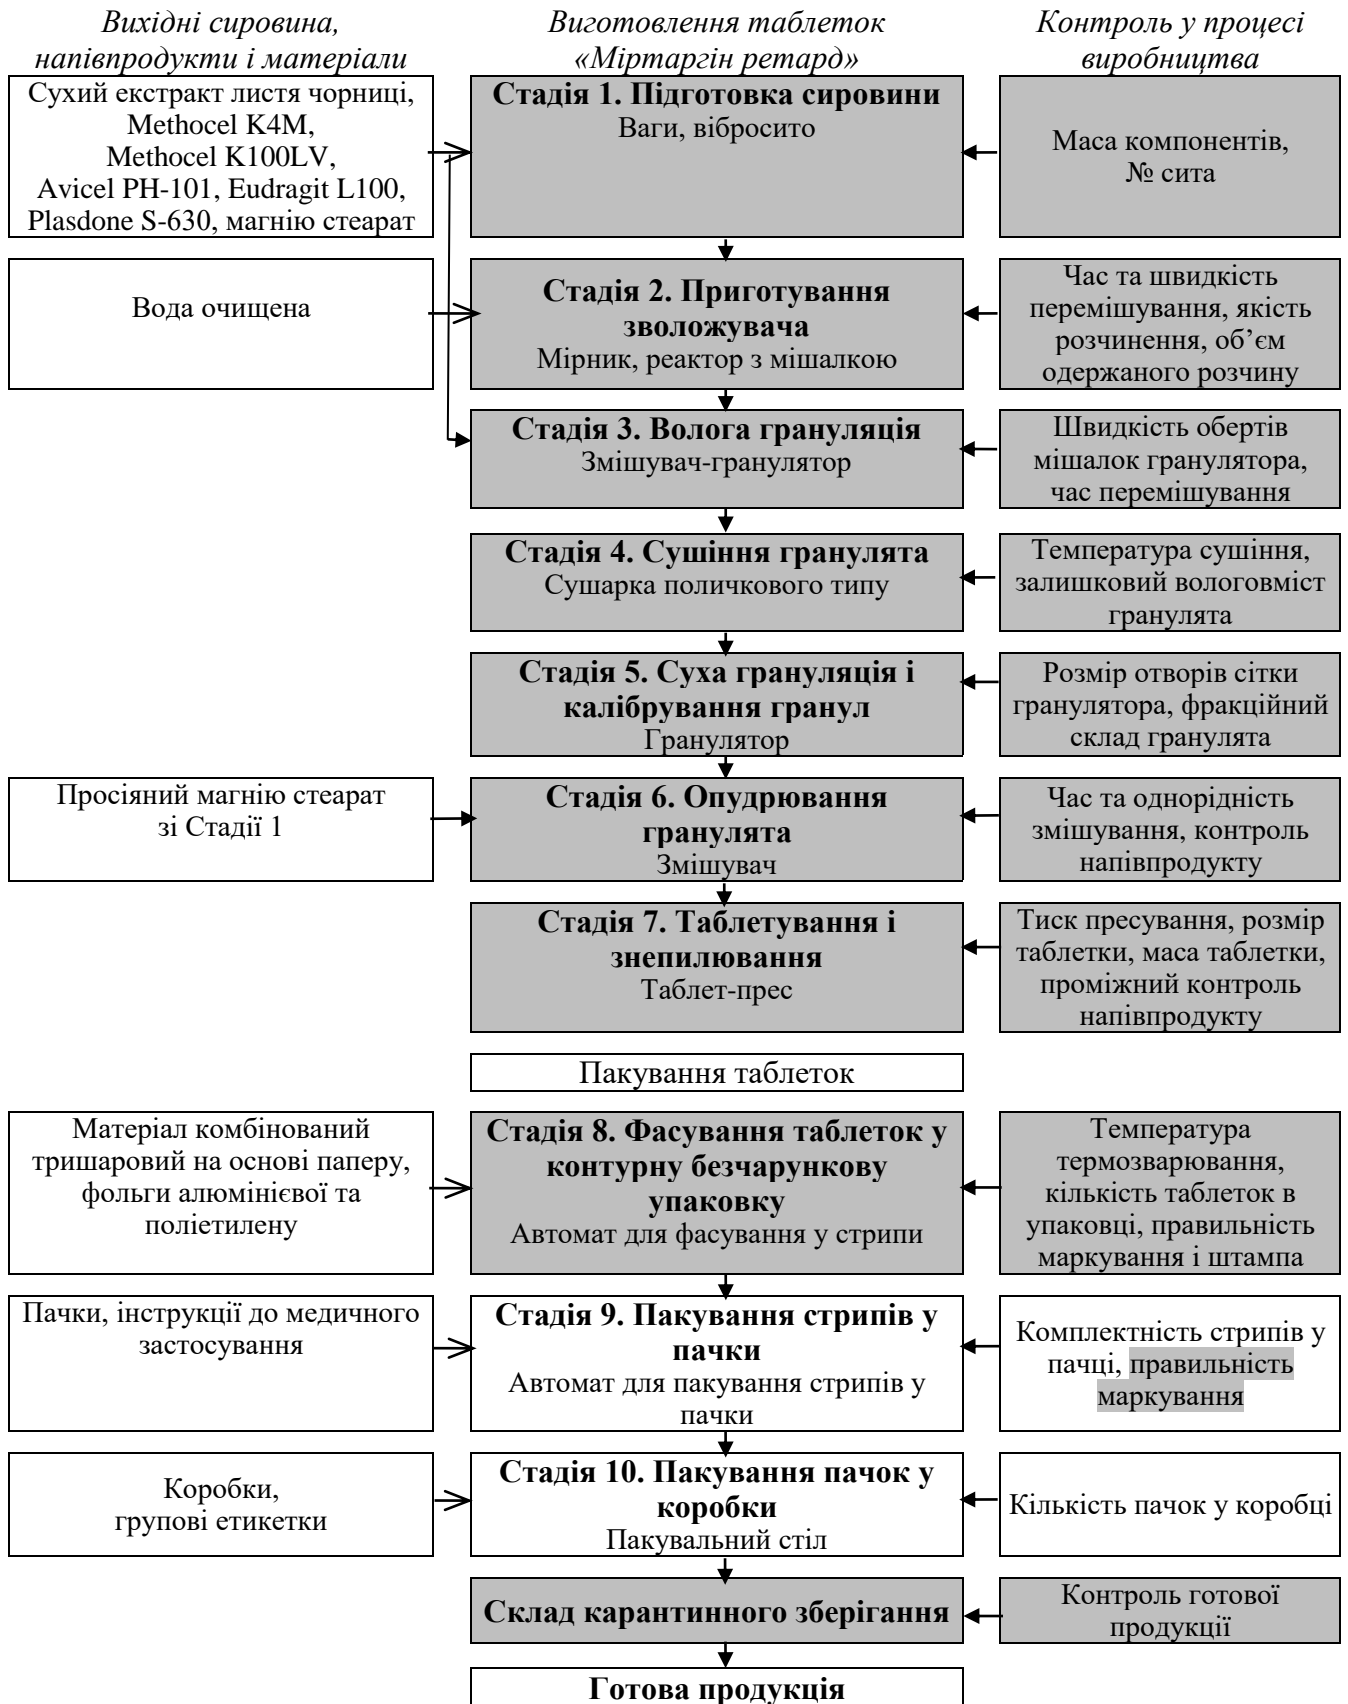 Вихідні сировина,
напівпродукти і матеріали
Виготовлення таблеток
«Міртаргін ретард»
Контроль у процесі
виробництва
Сухий екстракт листя чорниці,
Methocel K4M,
Methocel K100LV,
Avicel PH-101, Eudragit L100,
Plasdone S-630, магнію стеарат
Стадія 1. Підготовка сировини
Ваги, вібросито
Маса компонентів,
№ сита
Вода очищена
Стадія 2. Приготування
зволожувача
Мірник, реактор з мішалкою
Час та швидкість
перемішування, якість
розчинення, об’єм
одержаного розчину
Стадія 3. Волога грануляція
Змішувач-гранулятор
Швидкість обертів
мішалок гранулятора,
час перемішування
Стадія 4. Сушіння гранулята
Сушарка поличкового типу
Температура сушіння,
залишковий вологовміст
гранулята
Стадія 5. Суха грануляція і
калібрування гранул
Гранулятор
Розмір отворів сітки
гранулятора, фракційний
склад гранулята
Просіяний магнію стеарат
зі Стадії 1
Стадія 6. Опудрювання
гранулята
Змішувач
Час та однорідність
змішування, контроль
напівпродукту
Стадія 7. Таблетування і
знепилювання
Таблет-прес
Тиск пресування, розмір
таблетки, маса таблетки,
проміжний контроль
напівпродукту
Пакування таблеток
Матеріал комбінований
тришаровий на основі паперу,
фольги алюмінієвої та
поліетилену
Стадія 8. Фасування таблеток у
контурну безчарункову
упаковку
Автомат для фасування у стрипи
Температура
термозварювання,
кількість таблеток в
упаковці, правильність
маркування і штампа
Пачки, інструкції до медичного
застосування
Стадія 9. Пакування стрипів у
пачки
Автомат для пакування стрипів у
пачки
Комплектність стрипів у
пачці, правильність
маркування
Коробки,
групові етикетки
Стадія 10. Пакування пачок у
коробки
Пакувальний стіл
Кількість пачок у коробці
Склад карантинного зберігання
Контроль готової
продукції
Готова продукція